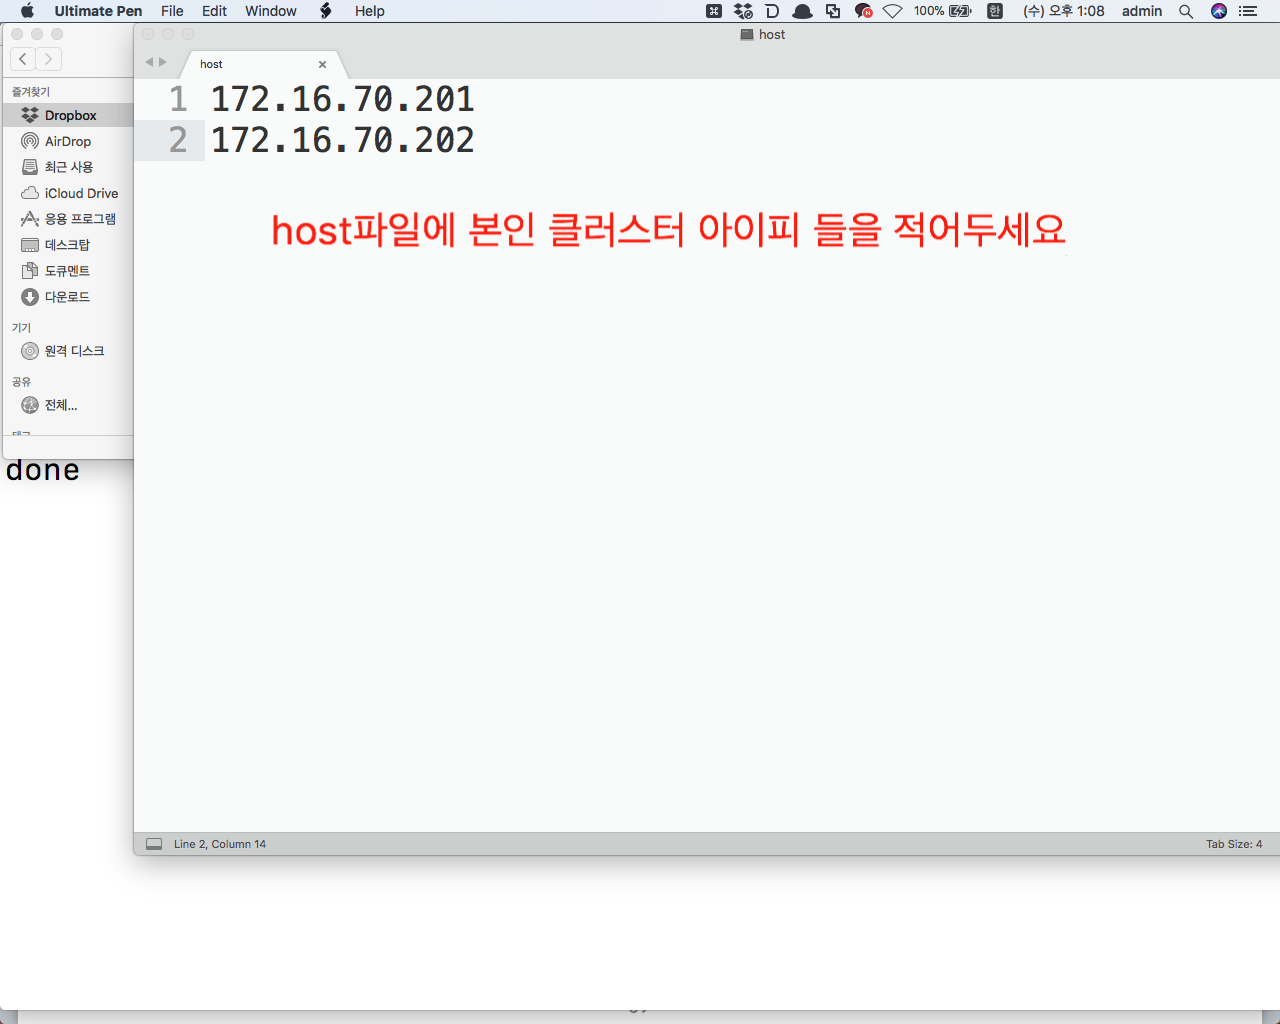 Ultimate Pen File Edit Window Help 100% 한 (수) 오후 1:08 admin
host
host
즐겨찾기
Dropbox
AirDrop
최근 사용
iCloud Drive
응용 프로그램
데스크탑
도큐멘트
다운로드
기기
원격 디스크
공유
전체...
done
1 172.16.70.201
2 172.16.70.202
host파일에 본인 클러스터 아이피 들을 적어두세요
Line 2, Column 14
Tab Size: 4